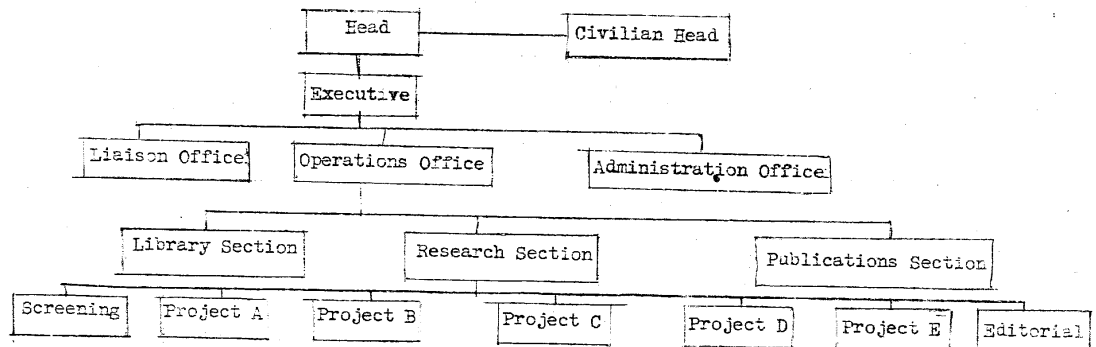 Head
Civilian Head
Executive
Liaison Office
Operations Office
Administration Office
Library Section
Research Section
Publications Section
Screening
Project A
Project B
Project C
Project D
Project E
Editorial